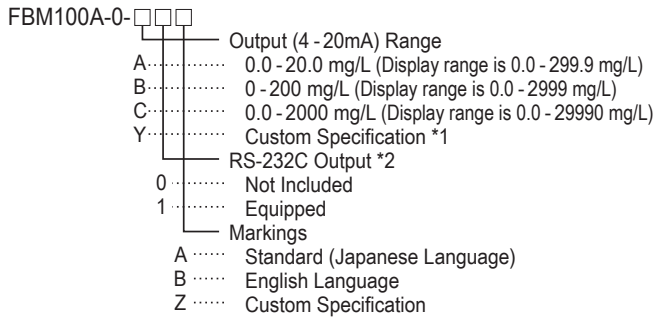 FBM100A-0-□□□
Output (4 - 20mA) Range
A ········· 0.0 - 20.0 mg/L (Display range is 0.0 - 299.9 mg/L)
B ········· 0 - 200 mg/L (Display range is 0.0 - 2999 mg/L)
C ········· 0.0 - 2000 mg/L (Display range is 0.0 - 29990 mg/L)
Y ········· Custom Specification *1
RS-232C Output *2
0 ········· Not Included
1 ········· Equipped
Markings
A ······ Standard (Japanese Language)
B ······ English Language
Z ······ Custom Specification